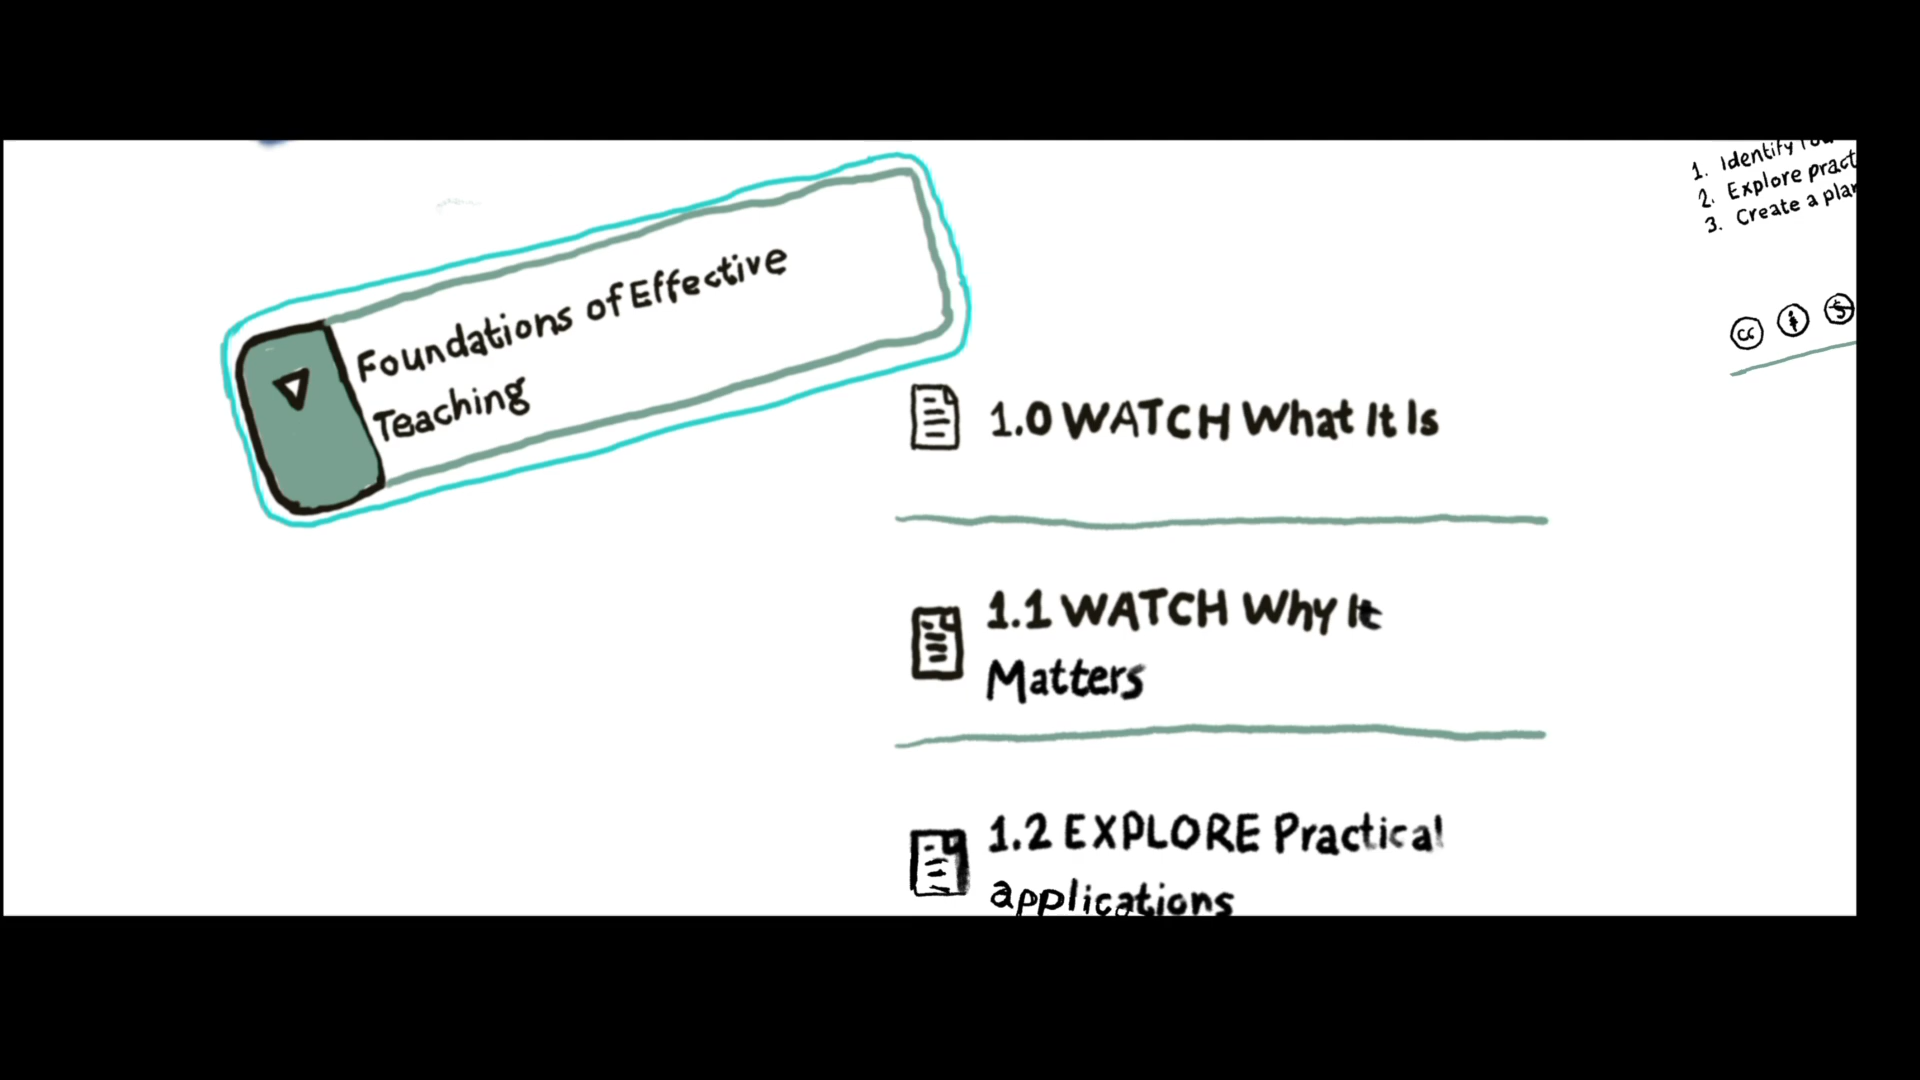 Foundations of Effective
Teaching
1.0 WATCH What It Is
1.1 WATCH Why It
Matters
1.2 EXPLORE Practical
applications
1. Identify
2. Explore
3. Create a
cc